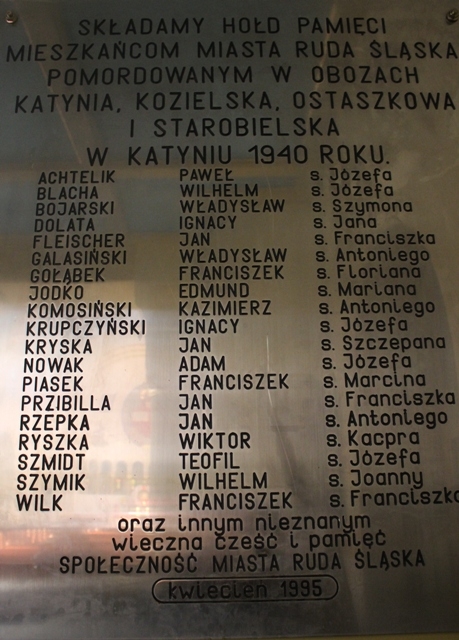 SKŁADAMY HOŁD PAMIĘCI
MIESZKAŃCOM MIASTA RUDA ŚLĄSKA
POMORDOWANYM W OBOZACH
KATYNIA, KOZIELSKA, OSTASZKOWA
I STAROBIELSKA
W KATYNIU 1940 ROKU.
ACHTELIK PAWEŁ s. Józefa
BLACHA WILHELM s. Józefa
BOJARSKI WŁADYSŁAW s. Szymona
DOLATA IGNACY s. Jana
FLEISCHER JAN s. Franciszka
GALASIŃSKI WŁADYSŁAW s. Antoniego
GOŁĄBEK FRANCISZEK s. Floriana
JODKO EDMUND s. Mariana
KOMOSIŃSKI KAZIMIERZ s. Antoniego
KRUPCZYŃSKI IGNACY s. Józefa
KRYSKA JAN s. Szczepana
NOWAK ADAM s. Józefa
PIASEK FRANCISZEK s. Marcina
PRZIBILLA JAN s. Franciszka
RZEPKA JAN s. Antoniego
RYSZKA WIKTOR s. Kacpra
SZMIDT TEOFIL s. Józefa
SZYMIK WILHELM s. Joanny
WILK FRANCISZEK s. Franciszka
oraz innym nieznanym
wieczna cześć i pamięć
SPOŁECZNOŚĆ MIASTA RUDA ŚLĄSKA
kwiecień 1995